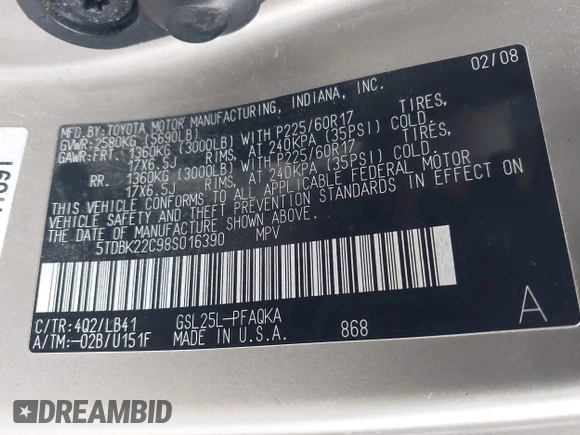 02/08
MFD.BY:TOYOTA MOTOR MANUFACTURING, INDIANA, INC.
GVWR:2580KG (5690LB)
GAWR:FRT. 1360KG (3000LB) WITH P225/60R17 TIRES,
17X6.5J RIMS, AT 240KPA (35PSI) COLD.
RR. 1360KG (3000LB) WITH P225/60R17 TIRES,
17X6.5J RIMS, AT 240KPA (35PSI) COLD.
THIS VEHICLE CONFORMS TO ALL APPLICABLE FEDERAL MOTOR
VEHICLE SAFETY AND THEFT PREVENTION STANDARDS IN EFFECT
ON THE DATE OF MANUFACTURE SHOWN ABOVE.
5TDBK22C98S016390 MPV
C/TR:4Q2/LB41 GSL25L-PFAQKA
A/TM:-02B/U151F MADE IN U.S.A. 868
A
DREAMBID